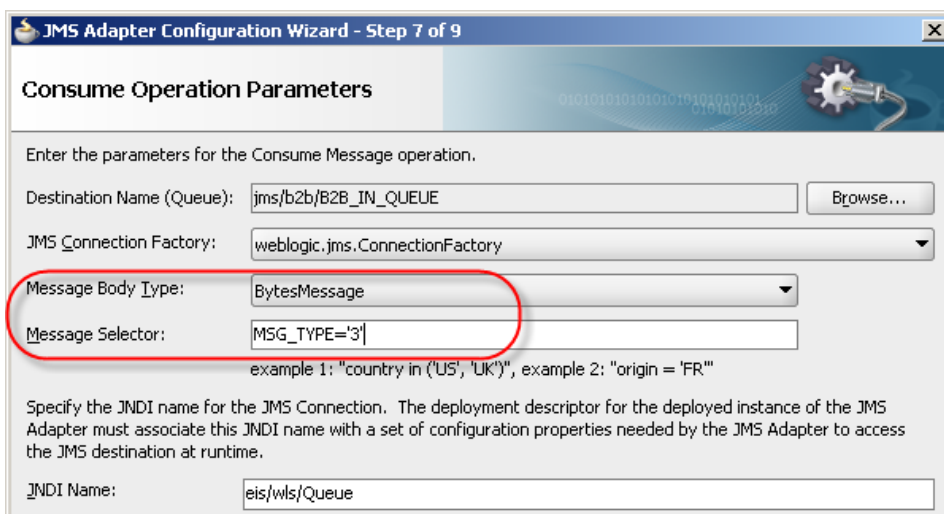 JMS Adapter Configuration Wizard - Step 7 of 9
Consume Operation Parameters
Enter the parameters for the Consume Message operation.
Destination Name (Queue): jms/b2b/B2B_IN_QUEUE Browse...
JMS Connection Factory: weblogic.jms.ConnectionFactory
Message Body Type: BytesMessage
Message Selector: MSG_TYPE='3'
example 1: "country in ('US', 'UK')", example 2: "origin = 'FR'"
Specify the JNDI name for the JMS Connection. The deployment descriptor for the deployed instance of the JMS
Adapter must associate this JNDI name with a set of configuration properties needed by the JMS Adapter to access
the JMS destination at runtime.
JNDI Name: eis/wls/Queue